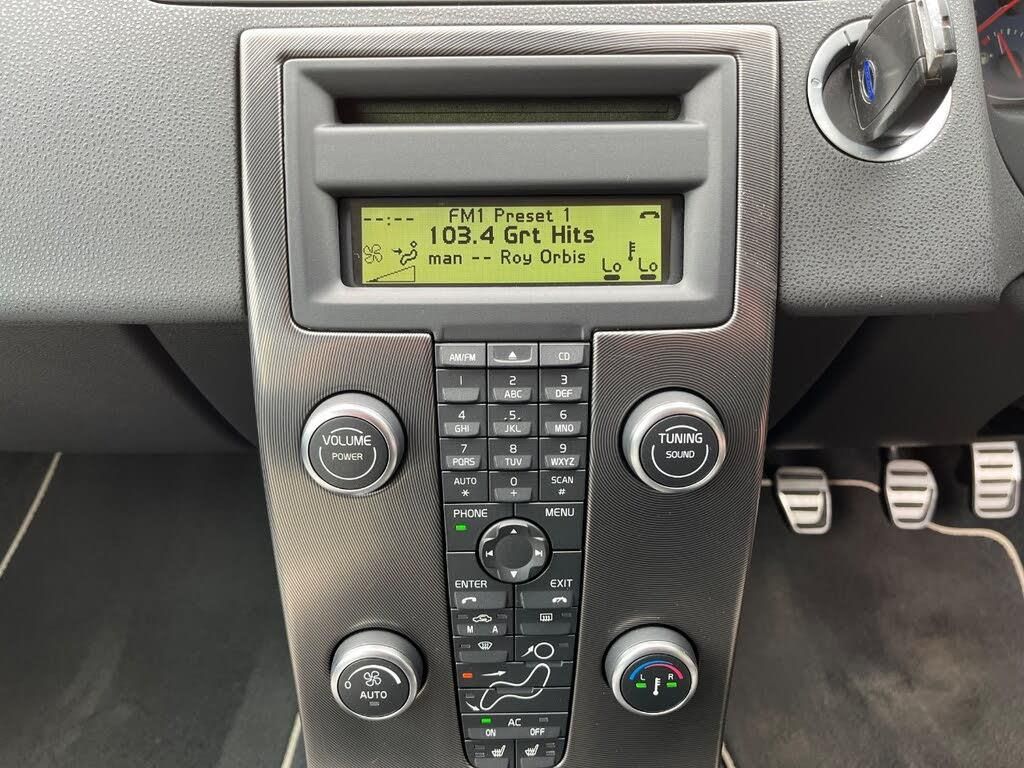 --:-- FM1 Preset 1
103.4 Grt Hits
man -- Roy Orbis
Lo Lo
AM/FM CD
1 2 ABC 3 DEF
4 GHI .5. JKL 6 MNO
7 PQRS 8 TUV 9 WXYZ
AUTO * 0 + SCAN #
VOLUME
POWER
TUNING
SOUND
PHONE MENU
ENTER EXIT
M A
0 AUTO
L R
AC
ON OFF